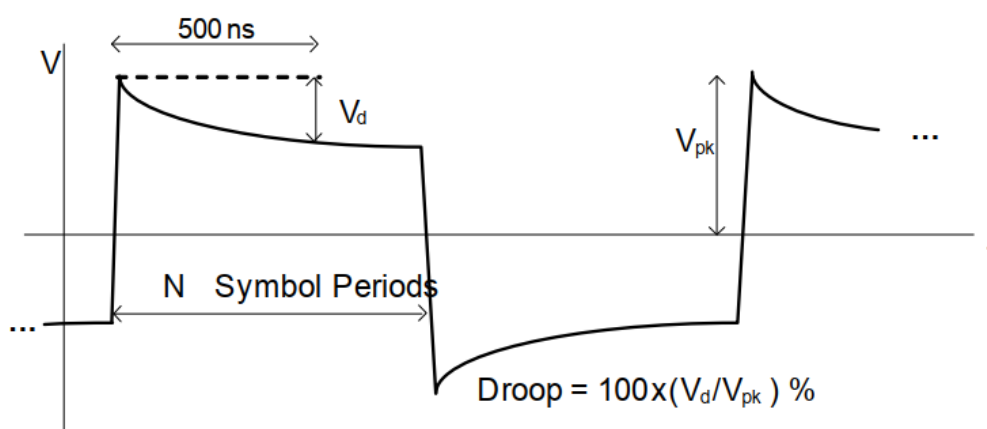 500 ns
V
Vd
Vpk
...
N Symbol Periods
...
Droop = 100x(Vd/Vpk ) %